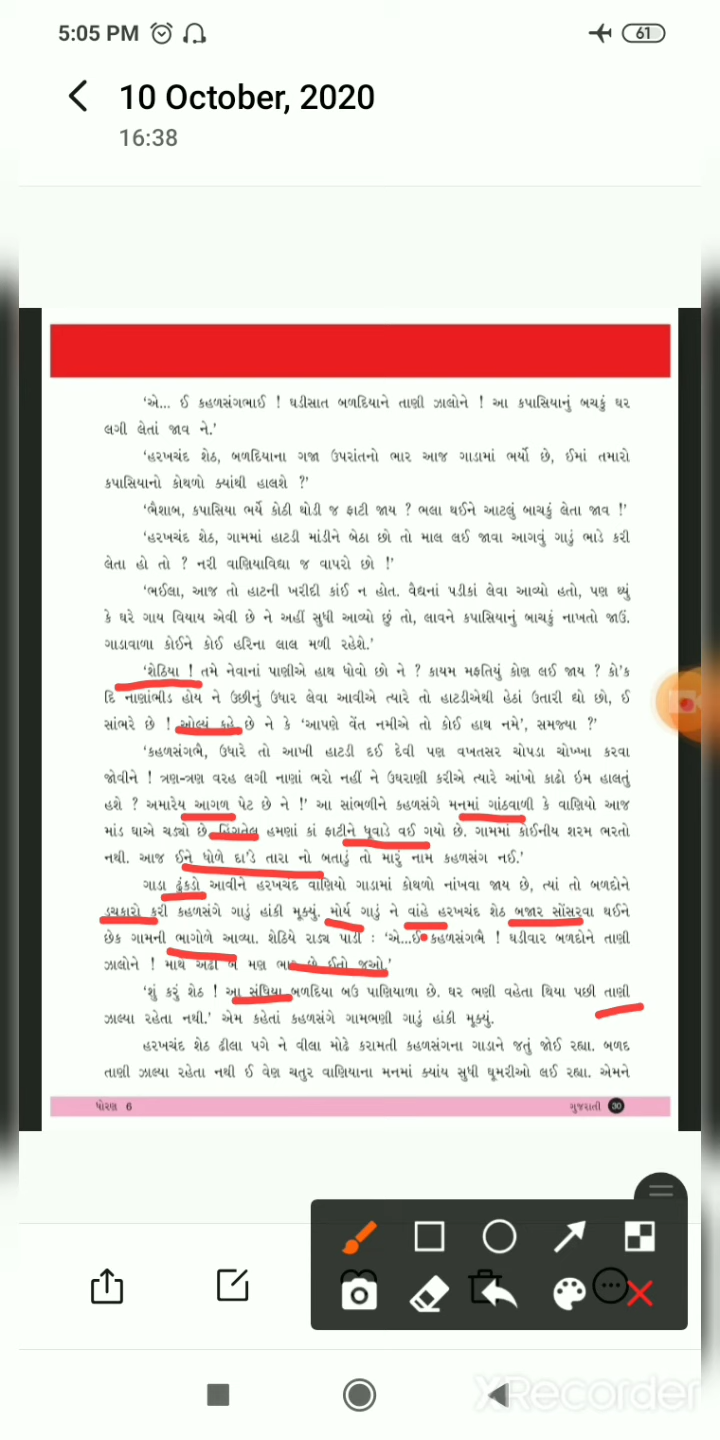 5:05 PM 61
10 October, 2020
16:38
‘એ... ઈ કહળસંગભાઈ ! ઘડીસાત બળદિયાને તાણી ઝાલોને ! આ કપાસિયાનું બચકું ઘર
લગી લેતાં જાવ ને.’
‘હરખચંદ શેઠ, બળદિયાના ગજા ઉપરાંતનો ભાર આજ ગાડામાં ભર્યો છે, ઈમાં તમારો
કપાસિયાનો કોથળો ક્યાંથી હાલશે ?’
‘ભૈશાબ, કપાસિયા ભર્યે કોઠી થોડી જ ફાટી જાય ? ભલા થઈને આટલું બાચકું લેતા જાવ !’
‘હરખચંદ શેઠ, ગામમાં હાટડી માંડીને બેઠા છો તો માલ લઈ જાવા આગવું ગાડું ભાડે કરી
લેતા હો તો ? નરી વાણિયાવિદ્યા જ વાપરો છો !’
‘ભઈલા, આજ તો હાટની ખરીદી કાંઈ ન હોત. વૈદ્યનાં પડીકાં લેવા આવ્યો હતો, પણ થ્યું
કે ઘરે ગાય વિયાય એવી છે ને અહીં સુધી આવ્યો છું તો, લાવને કપાસિયાનું બાચકું નાખતો જાઉં.
ગાડાવાળા કોઈને કોઈ હરિના લાલ મળી રહેશે.’
‘શેઠિયા ! તમે નેવાનાં પાણીએ હાથ ધોવો છો ને ? કાયમ મફતિયું કોણ લઈ જાય ? કો’ક
દિ નાણાંભીડ હોય ને ઉછીનું ઉધાર લેવા આવીએ ત્યારે તો હાટડીએથી હેઠાં ઉતારી દ્યો છો, ઈ
સાંભરે છે ! ઓલ્યું કહે છે ને કે ‘આપણે વેંત નમીએ તો કોઈ હાથ નમે’, સમજ્યા ?”
‘કહળસંગભૈ, ઉધારે તો આખી હાટડી દઈ દેવી પણ વખતસર ચોપડા ચોખ્ખા કરવા
જોવીને ! ત્રણ-ત્રણ વરહ લગી નાણાં ભરો નહીં ને ઉઘરાણી કરીએ ત્યારે આંખો કાઢો ઇમ હાલતું
હશે ? અમારેય આગળ પેટ છે ને !’ આ સાંભળીને કહળસંગે મનમાં ગાંઠવાળી કે વાણિયો આજ
માંડ ઘાએ ચડ્યો છે. હમણાં કાં ફાટીને ધૂવાડે વઈ ગયો છે. ગામમાં કોઈનીય શરમ ભરતો
નથી. આજ ઈને ધોળે દા’ડે તારા નો બતાડું તો મારું નામ કહળસંગ નઈ.’
ગાડા ઢૂંકડો આવીને હરખચંદ વાણિયો ગાડામાં કોથળો નાંખવા જાય છે, ત્યાં તો બળદોને
ડચકારો કરી કહળસંગે ગાડું હાંકી મૂક્યું. મોર્ય ગાડું ને વાંહે હરખચંદ શેઠ બજાર સોંસરવા થઈને
છેક ગામની ભાગોળે આવ્યા. શેઠિયે રાડ્ય પાડી : ‘એ...ઈ કહળસંગભૈ ! ઘડીવાર બળદોને તાણી
ઝાલોને ! માથે અઢી બે મણ ભાર છે ઈતો જઓ.’
‘શું કરું શેઠ ! આ સંધિયા બળદિયા બઉ પાણિયાળા છે. ઘર ભણી વહેતા થિયા પછી તાણી
ઝાલ્યા રહેતા નથી.’ એમ કહેતાં કહળસંગે ગામભણી ગાડું હાંકી મૂક્યું.
હરખચંદ શેઠ ઢીલા પગે ને વીલા મોઢે કરામતી કહળસંગના ગાડાને જતું જોઈ રહ્યા. બળદ
તાણી ઝાલ્યા રહેતા નથી ઈ વેણ ચતુર વાણિયાના મનમાં ક્યાંય સુધી ઘૂમરીઓ લઈ રહ્યા. એમને
ધોરણ 6 ગુજરાતી 30
XRecorder